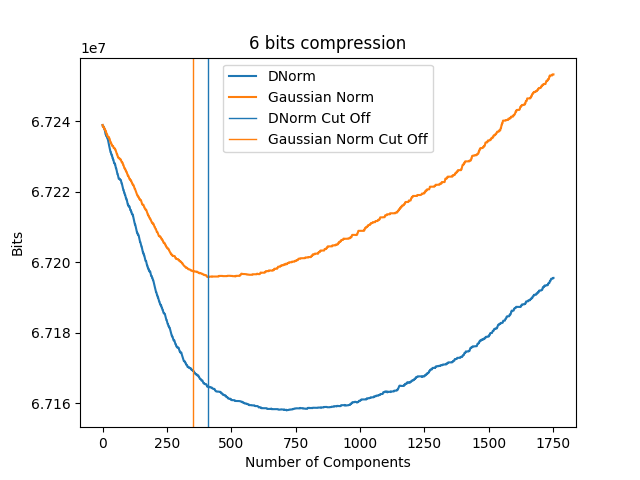 6 bits compression
1e7
DNorm
Gaussian Norm
DNorm Cut Off
Gaussian Norm Cut Off
6.724
6.722
6.720
6.718
6.716
Bits
0 250 500 750 1000 1250 1500 1750
Number of Components